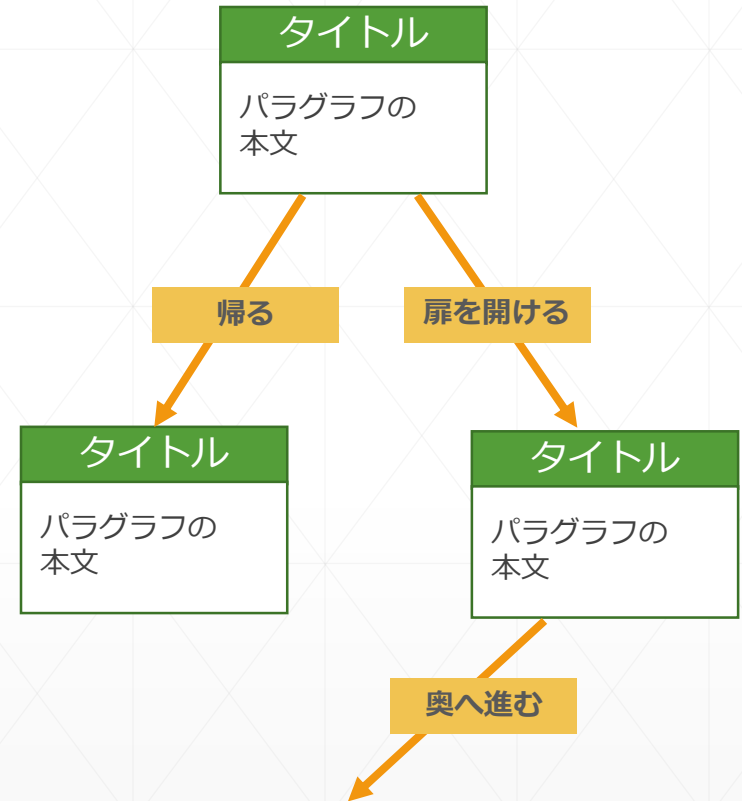 タイトル
パラグラフの
本文
帰る
扉を開ける
タイトル
パラグラフの
本文
タイトル
パラグラフの
本文
奥へ進む